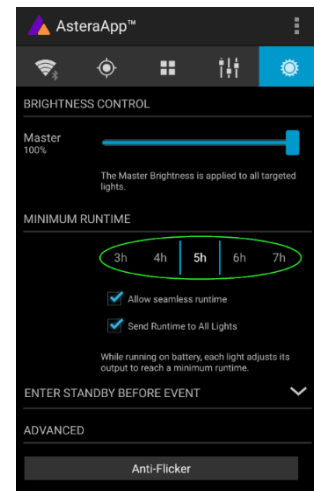 AsteraApp™
BRIGHTNESS CONTROL
Master
100%
The Master Brightness is applied to all targeted
lights.
MINIMUM RUNTIME
3h 4h 5h 6h 7h
Allow seamless runtime
Send Runtime to All Lights
While running on battery, each light adjusts its
output to reach a minimum runtime.
ENTER STANDBY BEFORE EVENT
ADVANCED
Anti-Flicker